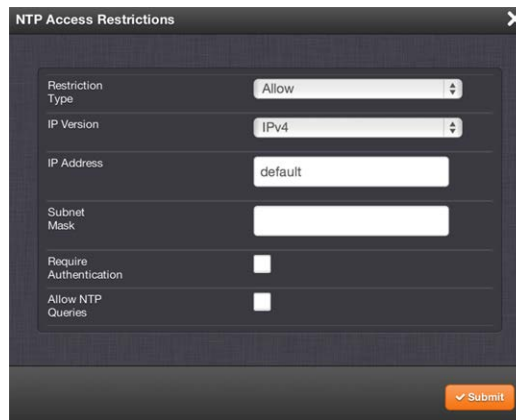 NTP Access Restrictions
Restriction
Type
Allow
IP Version
IPv4
IP Address
default
Subnet
Mask
Require
Authentication
Allow NTP
Queries
Submit